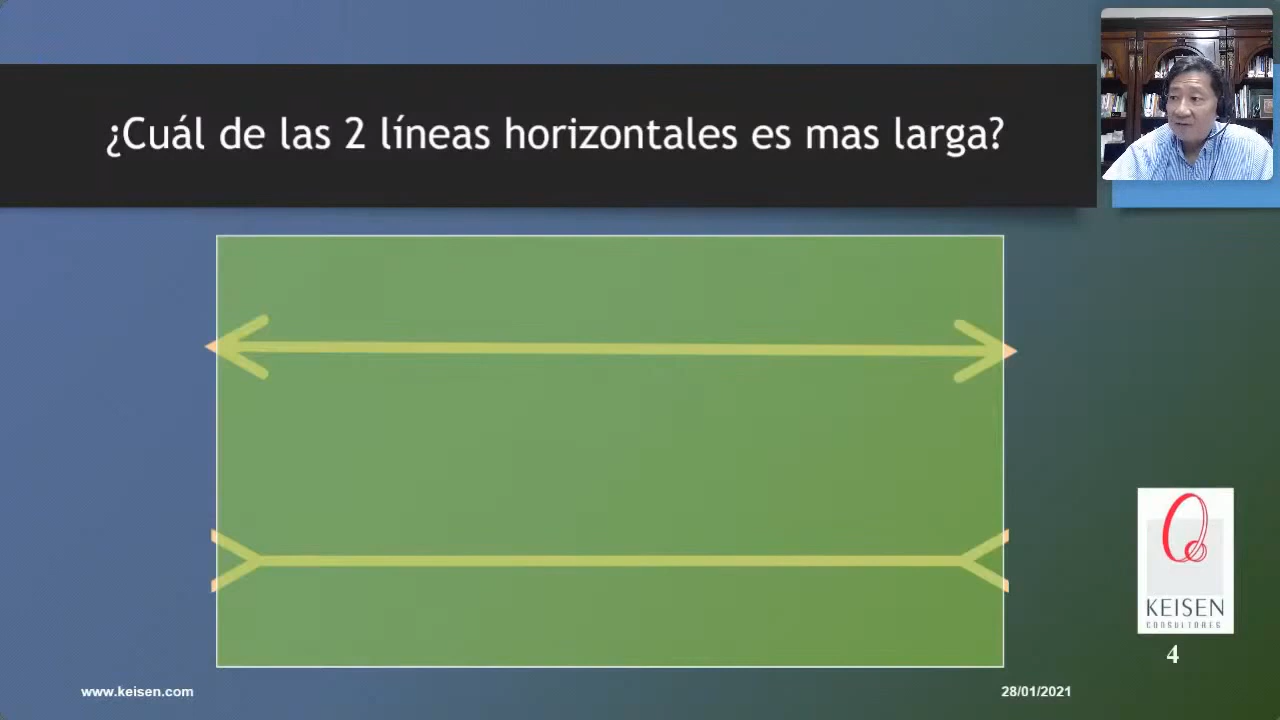 ¿Cuál de las 2 líneas horizontales es mas larga?
KEISEN
CONSULTORES
4
www.keisen.com
28/01/2021